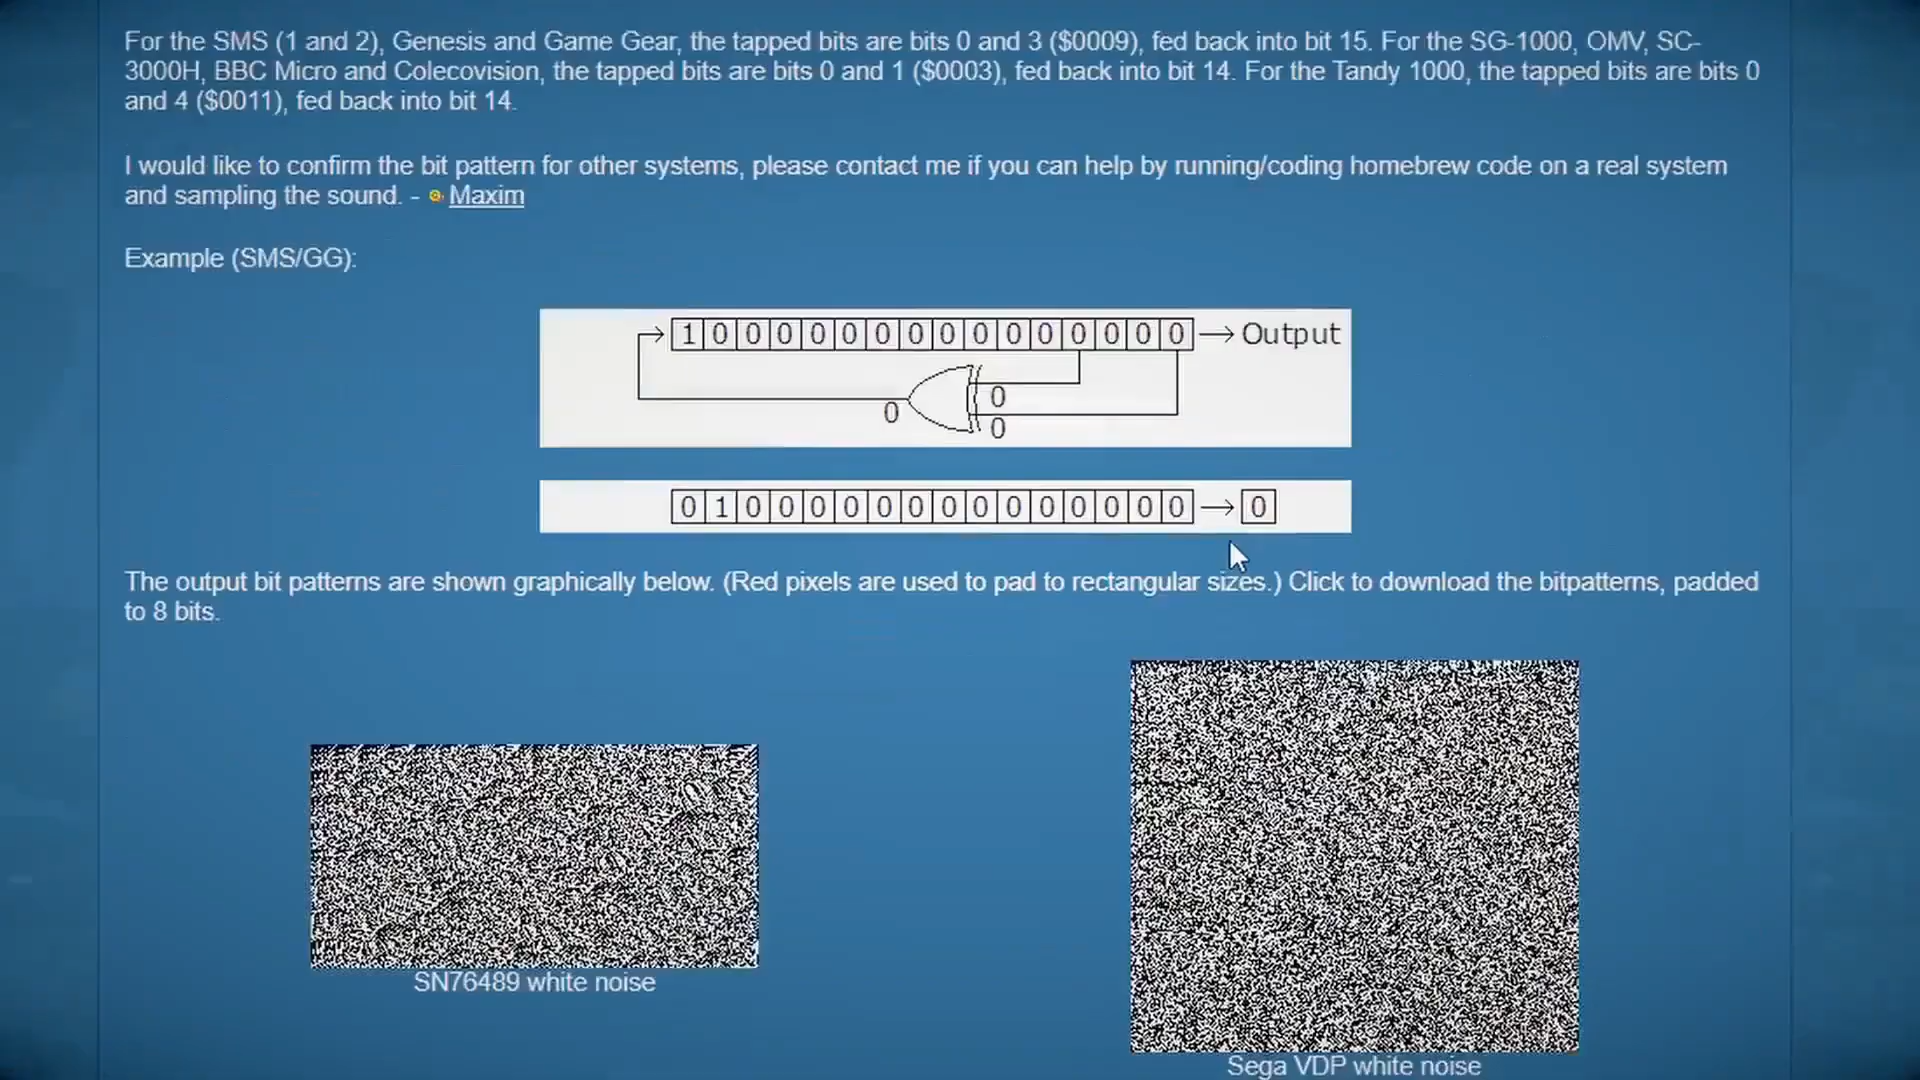 For the SMS (1 and 2), Genesis and Game Gear, the tapped bits are bits 0 and 3 ($0009), fed back into bit 15. For the SG-1000, OMV, SC-
3000H, BBC Micro and Colecovision, the tapped bits are bits 0 and 1 ($0003), fed back into bit 14. For the Tandy 1000, the tapped bits are bits 0
and 4 ($0011), fed back into bit 14.
I would like to confirm the bit pattern for other systems, please contact me if you can help by running/coding homebrew code on a real system
and sampling the sound. - Maxim
Example (SMS/GG):
1 0 0 0 0 0 0 0 0 0 0 0 0 0 0 0 → Output
0
0
0
0 1 0 0 0 0 0 0 0 0 0 0 0 0 0 0 → 0
The output bit patterns are shown graphically below. (Red pixels are used to pad to rectangular sizes.) Click to download the bitpatterns, padded
to 8 bits.
SN76489 white noise
Sega VDP white noise